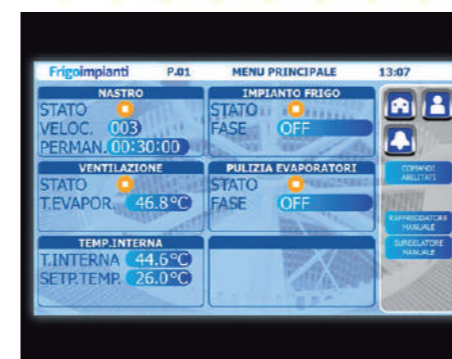 Frigoimpianti P.01 MENU PRINCIPALE 13:07
NASTRO
STATO
VELOC. 003
PERMAN. 00:30:00
IMPIANTO FRIGO
STATO
FASE OFF
VENTILAZIONE
STATO
T.EVAPOR. 46.8°C
PULIZIA EVAPORATORI
STATO
FASE OFF
TEMP.INTERNA
T.INTERNA 44.6°C
SETP.TEMP. 26.0°C
COMANDI
ABILITATI
RAFFREDDATORE
MANUALE
SURGELATORE
MANUALE